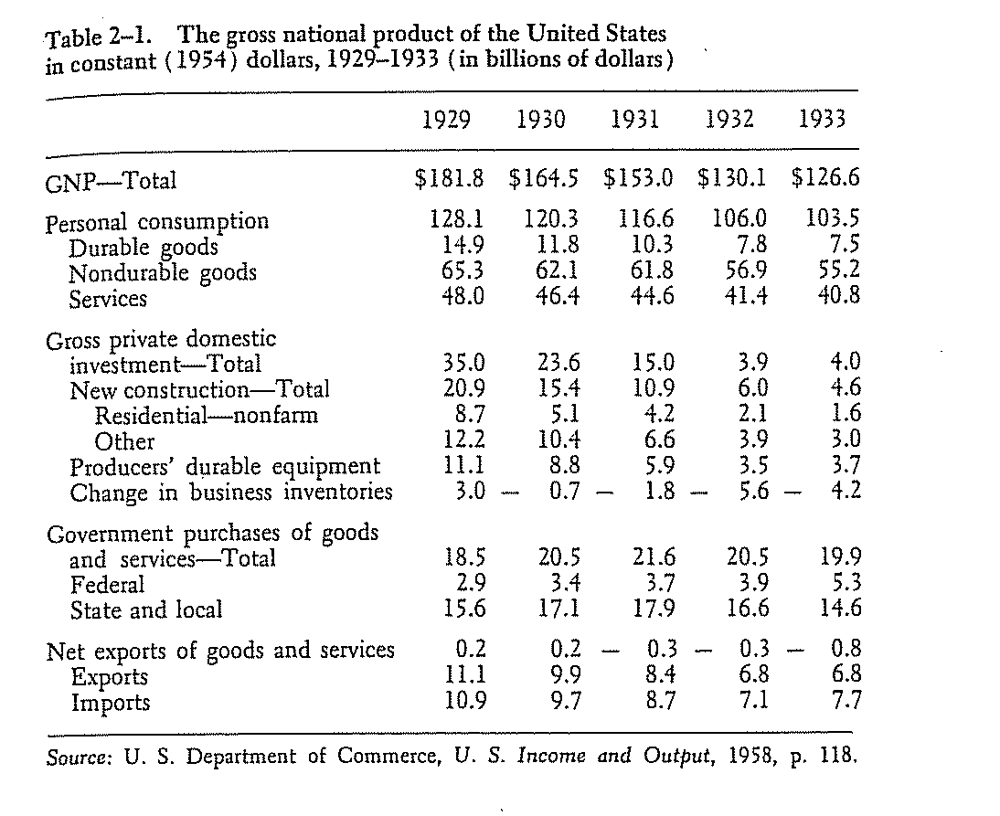 Table 2–1. The gross national product of the United States
in constant (1954) dollars, 1929–1933 (in billions of dollars)
1929 1930 1931 1932 1933
GNP—Total $181.8 $164.5 $153.0 $130.1 $126.6
Personal consumption 128.1 120.3 116.6 106.0 103.5
Durable goods 14.9 11.8 10.3 7.8 7.5
Nondurable goods 65.3 62.1 61.8 56.9 55.2
Services 48.0 46.4 44.6 41.4 40.8
Gross private domestic
investment—Total 35.0 23.6 15.0 3.9 4.0
New construction—Total 20.9 15.4 10.9 6.0 4.6
Residential—nonfarm 8.7 5.1 4.2 2.1 1.6
Other 12.2 10.4 6.6 3.9 3.0
Producers' durable equipment 11.1 8.8 5.9 3.5 3.7
Change in business inventories 3.0 — 0.7 — 1.8 — 5.6 — 4.2
Government purchases of goods
and services—Total 18.5 20.5 21.6 20.5 19.9
Federal 2.9 3.4 3.7 3.9 5.3
State and local 15.6 17.1 17.9 16.6 14.6
Net exports of goods and services 0.2 0.2 — 0.3 — 0.3 — 0.8
Exports 11.1 9.9 8.4 6.8 6.8
Imports 10.9 9.7 8.7 7.1 7.7
Source: U. S. Department of Commerce, U. S. Income and Output, 1958, p. 118.